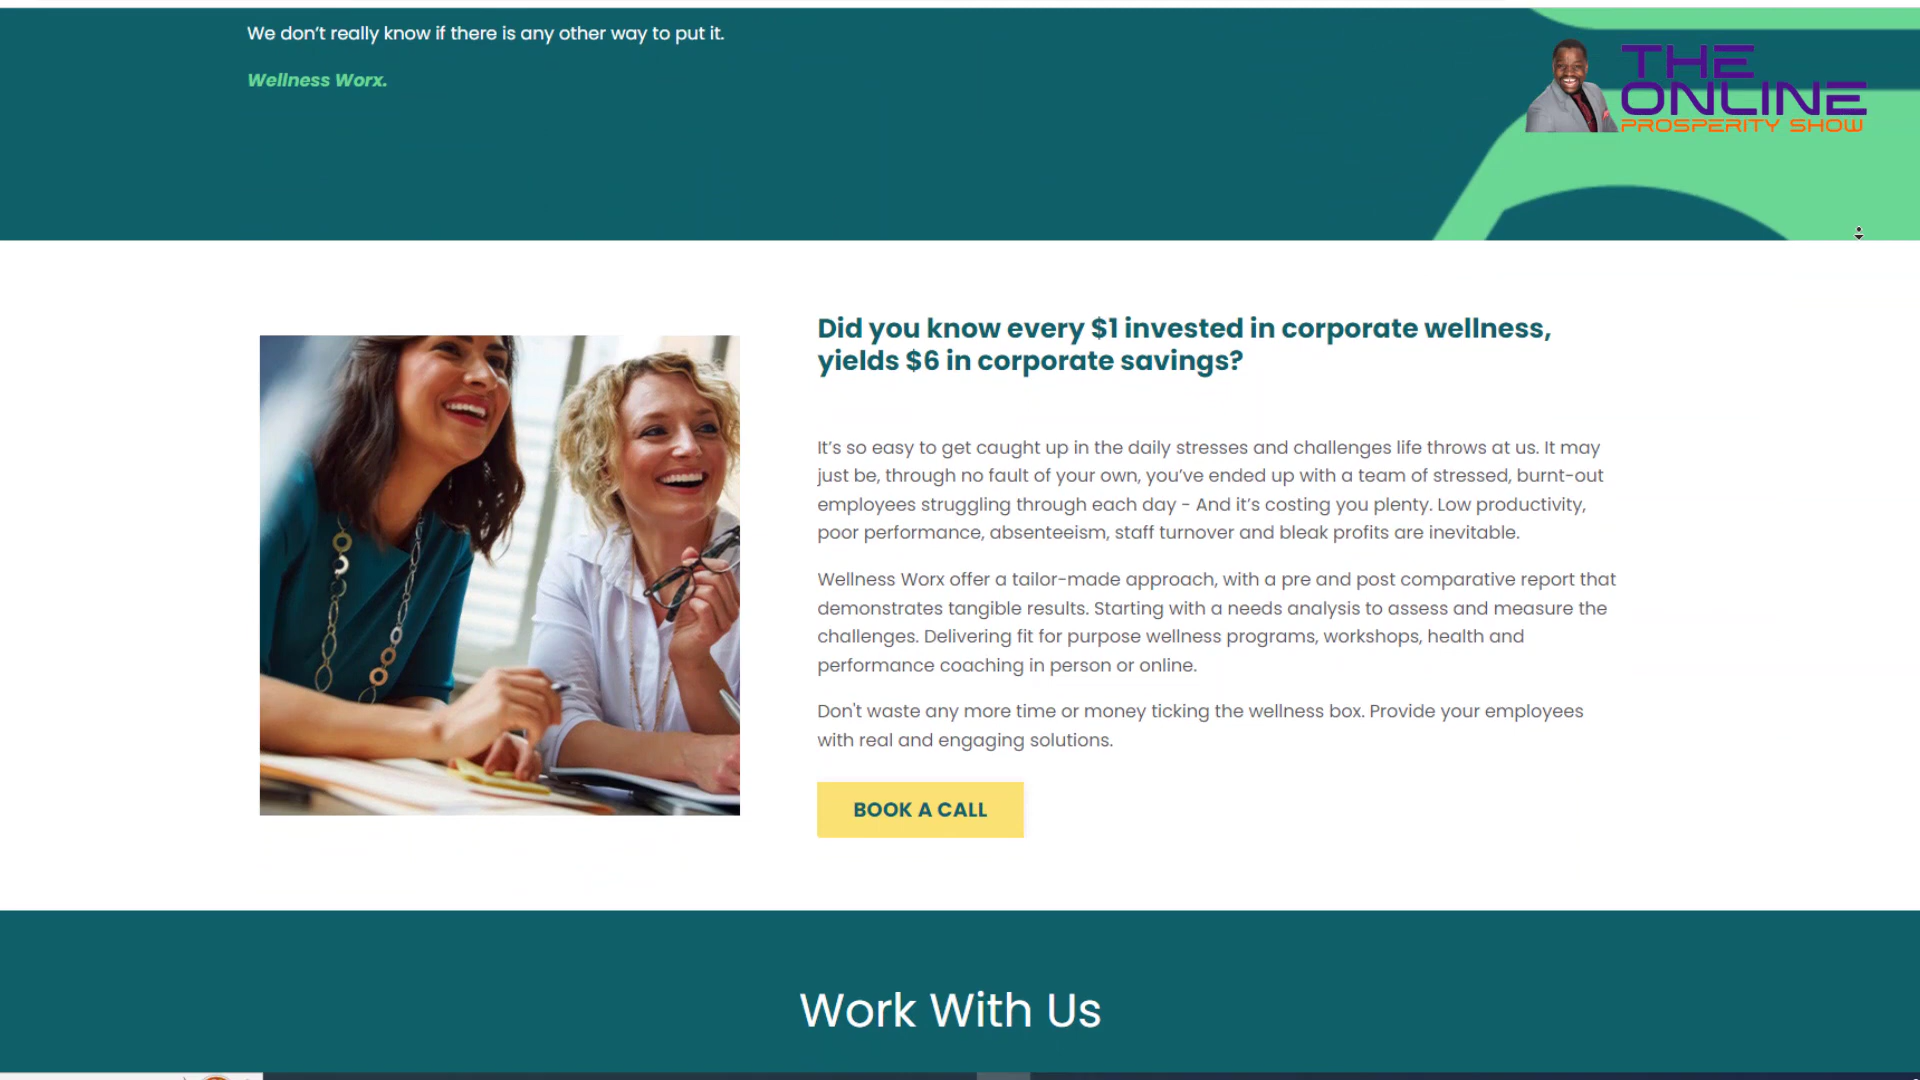 We don’t really know if there is any other way to put it.
Wellness Worx.
THE
ONLINE
PROSPERITY SHOW
Did you know every $1 invested in corporate wellness,
yields $6 in corporate savings?
It’s so easy to get caught up in the daily stresses and challenges life throws at us. It may
just be, through no fault of your own, you’ve ended up with a team of stressed, burnt-out
employees struggling through each day - And it’s costing you plenty. Low productivity,
poor performance, absenteeism, staff turnover and bleak profits are inevitable.
Wellness Worx offer a tailor-made approach, with a pre and post comparative report that
demonstrates tangible results. Starting with a needs analysis to assess and measure the
challenges. Delivering fit for purpose wellness programs, workshops, health and
performance coaching in person or online.
Don't waste any more time or money ticking the wellness box. Provide your employees
with real and engaging solutions.
BOOK A CALL
Work With Us